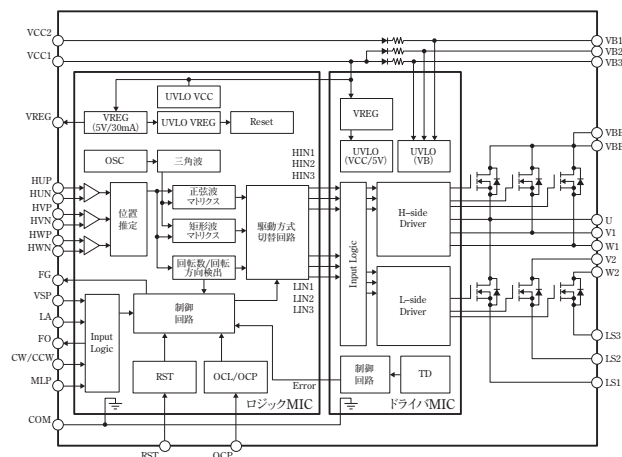 VCC2
VCC1
VREG
HUP
HUN
HVP
HVN
HWP
HWN
FG
VSP
LA
FO
CW/CCW
MLP
COM
RST
OCP
UVLO VCC
VREG
(5V/30mA)
UVLO VREG
Reset
OSC
三角波
位置
推定
正弦波
マトリクス
矩形波
マトリクス
回転数/回転
方向検出
駆動方式
切替回路
HIN1
HIN2
HIN3
LIN1
LIN2
LIN3
Input
Logic
制御
回路
RST
OCL/OCP
Error
ロジックMIC
VREG
UVLO
(VCC/5V)
UVLO
(VB)
Input Logic
H-side
Driver
L-side
Driver
制御
回路
TD
ドライバMIC
VB1
VB2
VB3
VBB
VBB
U
V1
W1
V2
W2
LS3
LS2
LS1